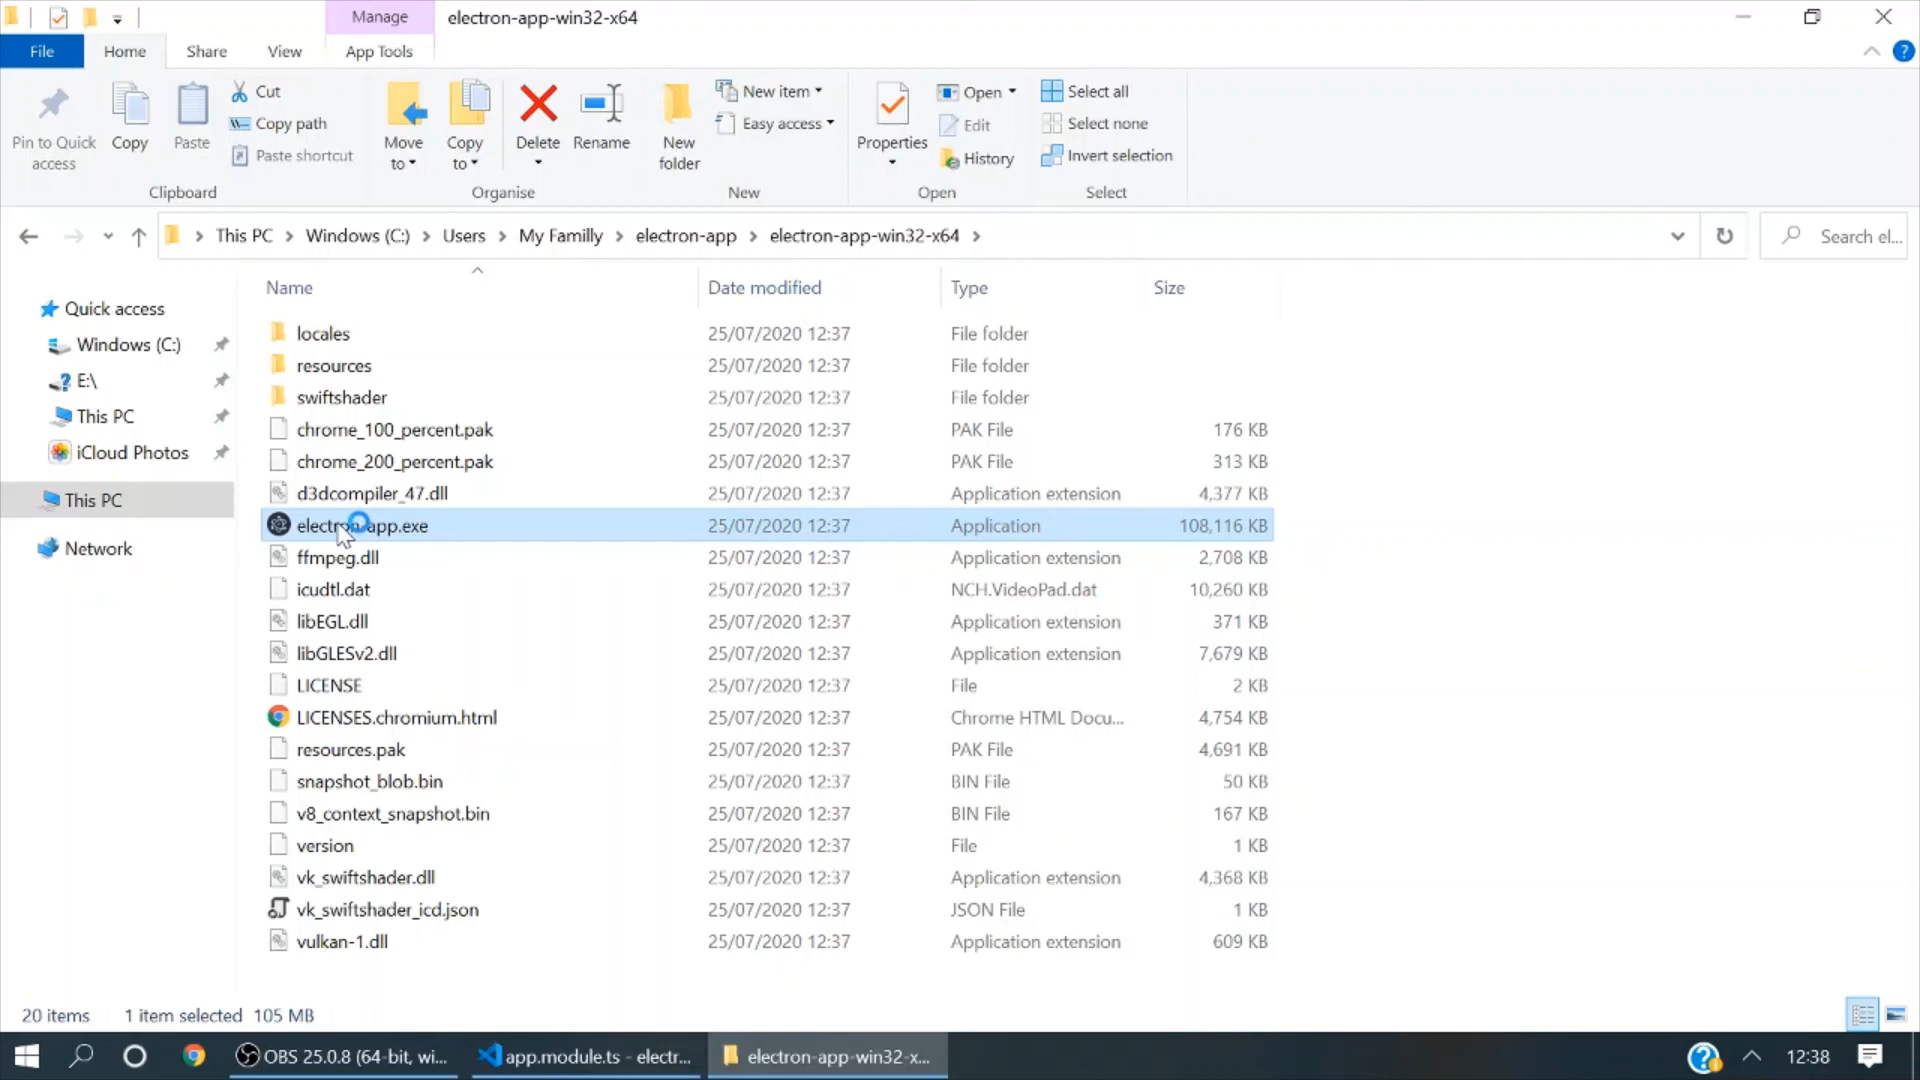 Manage
electron-app-win32-x64
File
Home
Share
View
App Tools
Pin to Quick access
Copy
Paste
Cut
Copy path
Paste shortcut
Move to
Copy to
Delete
Rename
New folder
New item
Easy access
Properties
Open
Edit
History
Select all
Select none
Invert selection
Clipboard
Organise
New
Open
Select
This PC > Windows (C:) > Users > My Familly > electron-app > electron-app-win32-x64 >
Search el...
Quick access
Windows (C:)
E:\
This PC
iCloud Photos
This PC
Network
Name Date modified Type Size
locales 25/07/2020 12:37 File folder
resources 25/07/2020 12:37 File folder
swiftshader 25/07/2020 12:37 File folder
chrome_100_percent.pak 25/07/2020 12:37 PAK File 176 KB
chrome_200_percent.pak 25/07/2020 12:37 PAK File 313 KB
d3dcompiler_47.dll 25/07/2020 12:37 Application extension 4,377 KB
electron-app.exe 25/07/2020 12:37 Application 108,116 KB
ffmpeg.dll 25/07/2020 12:37 Application extension 2,708 KB
icudtl.dat 25/07/2020 12:37 NCH.VideoPad.dat 10,260 KB
libEGL.dll 25/07/2020 12:37 Application extension 371 KB
libGLESv2.dll 25/07/2020 12:37 Application extension 7,679 KB
LICENSE 25/07/2020 12:37 File 2 KB
LICENSES.chromium.html 25/07/2020 12:37 Chrome HTML Docu... 4,754 KB
resources.pak 25/07/2020 12:37 PAK File 4,691 KB
snapshot_blob.bin 25/07/2020 12:37 BIN File 50 KB
v8_context_snapshot.bin 25/07/2020 12:37 BIN File 167 KB
version 25/07/2020 12:37 File 1 KB
vk_swiftshader.dll 25/07/2020 12:37 Application extension 4,368 KB
vk_swiftshader_icd.json 25/07/2020 12:37 JSON File 1 KB
vulkan-1.dll 25/07/2020 12:37 Application extension 609 KB
20 items 1 item selected 105 MB
OBS 25.0.8 (64-bit, wi...
app.module.ts - electr...
electron-app-win32-x...
12:38